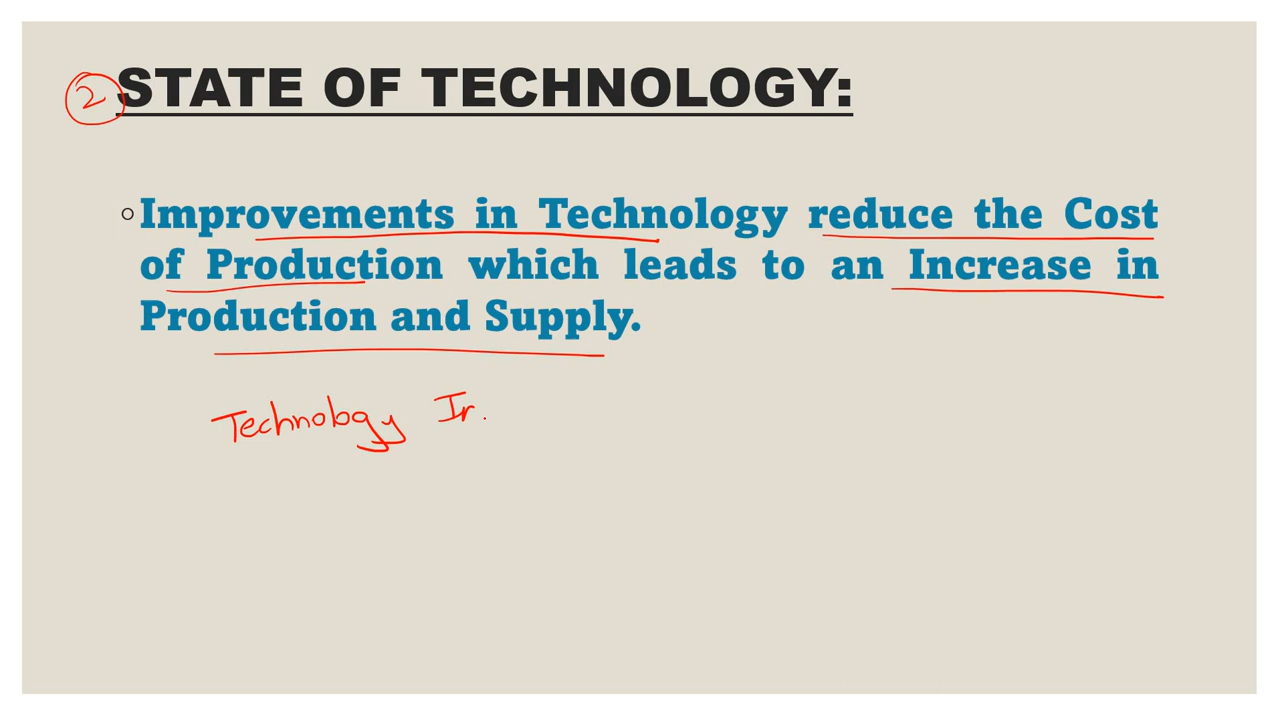 ② STATE OF TECHNOLOGY:
◦Improvements in Technology reduce the Cost
of Production which leads to an Increase in
Production and Supply.
Technology Ir.